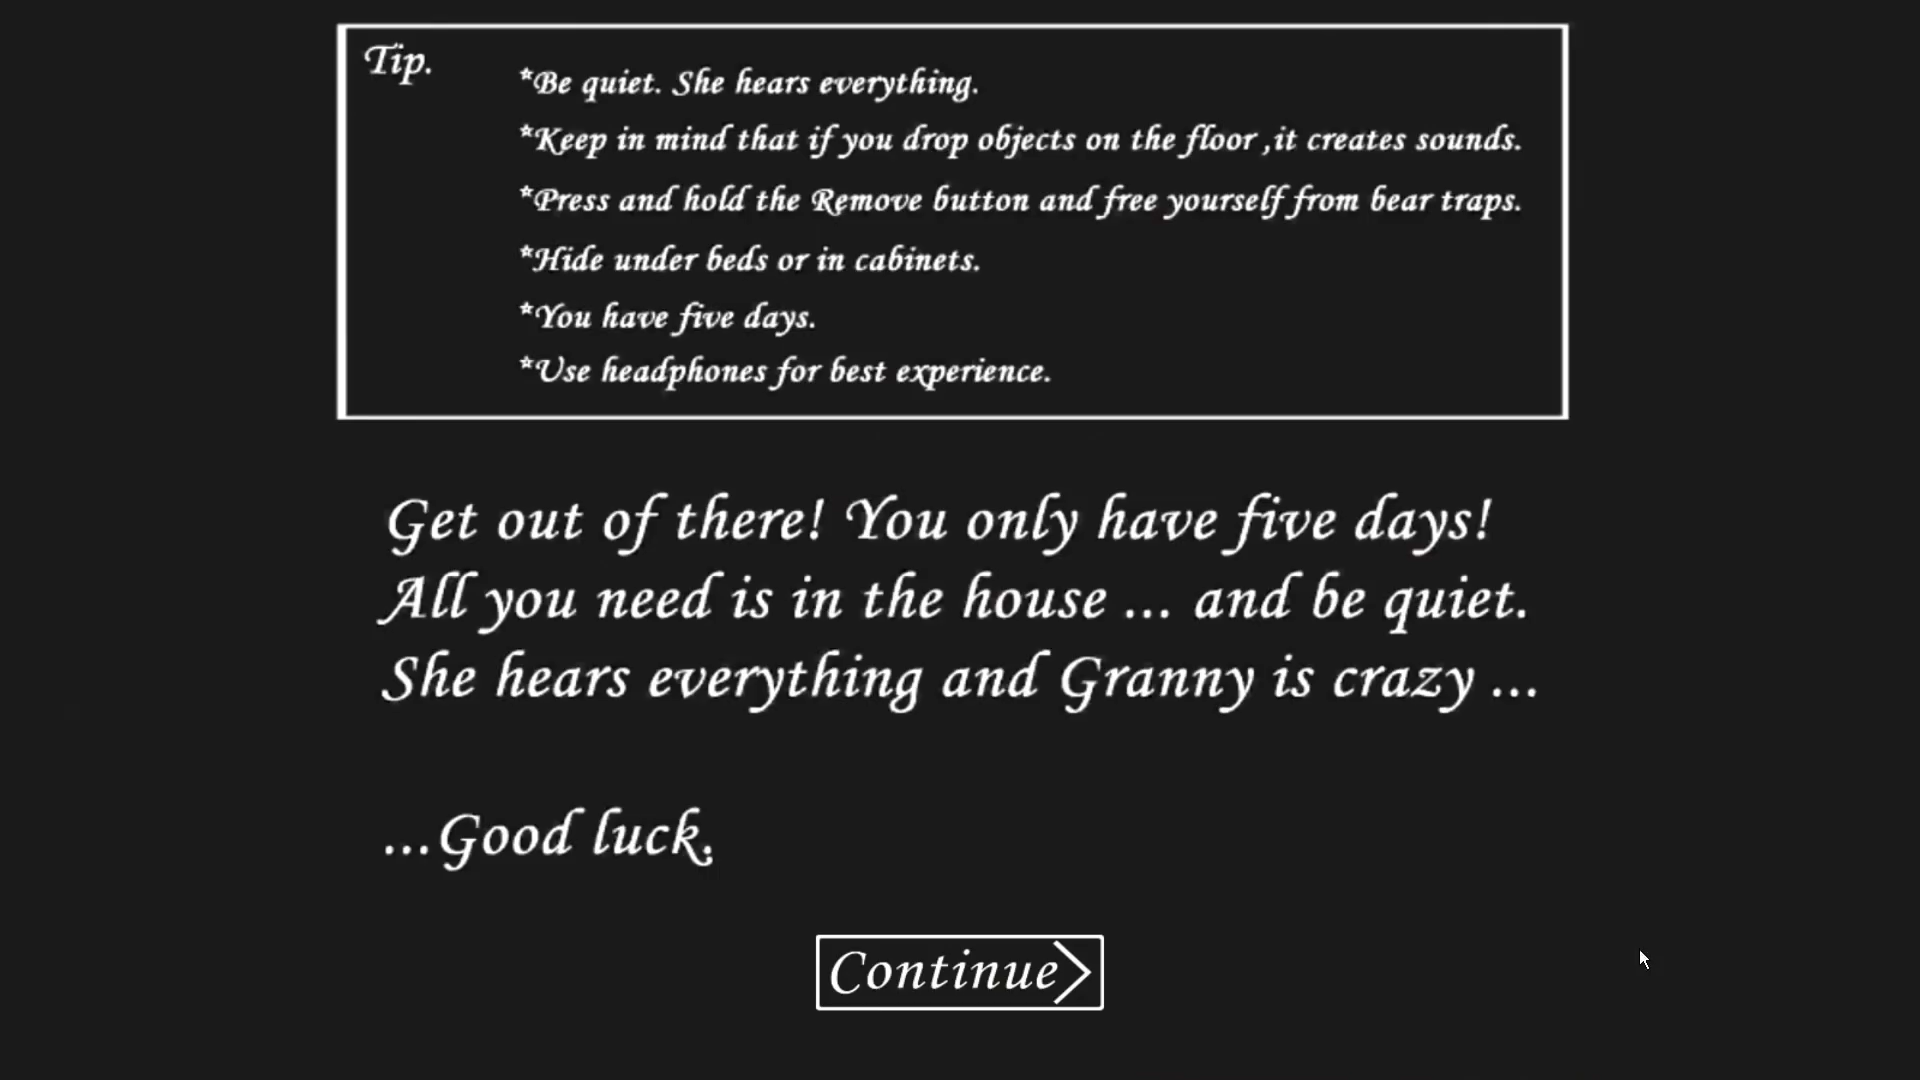 Tip.
*Be quiet. She hears everything.
*Keep in mind that if you drop objects on the floor ,it creates sounds.
*Press and hold the Remove button and free yourself from bear traps.
*Hide under beds or in cabinets.
*You have five days.
*Use headphones for best experience.
Get out of there! You only have five days!
All you need is in the house ... and be quiet.
She hears everything and Granny is crazy ...
...Good luck.
Continue>